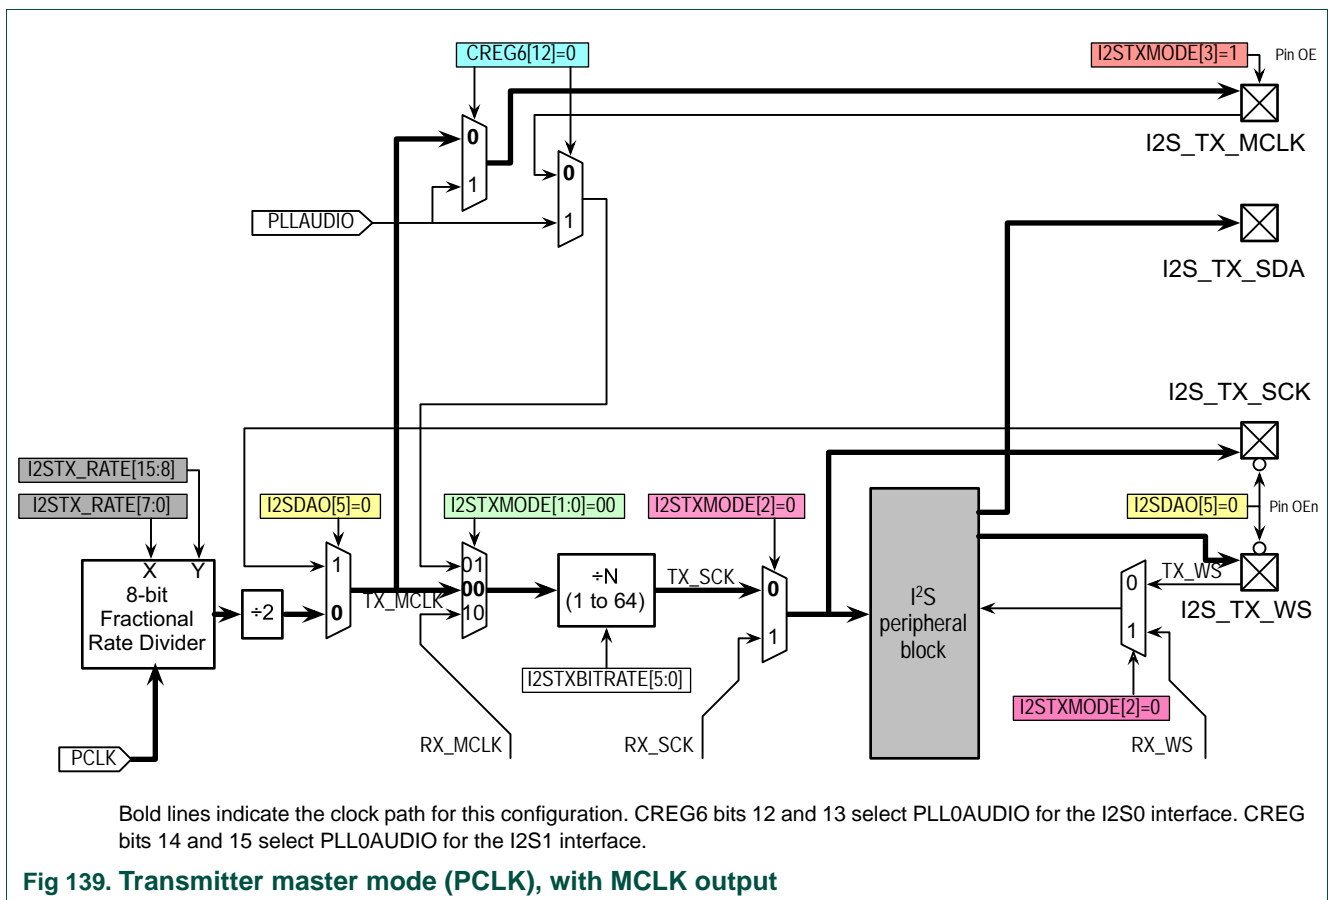 CREG6[12]=0
I2STXMODE[3]=1
Pin OE
0
1
I2S_TX_MCLK
0
1
PLLAUDIO
I2S_TX_SDA
I2S_TX_SCK
I2STX_RATE[15:8]
I2STX_RATE[7:0]
I2SDAO[5]=0
I2STXMODE[1:0]=00
I2STXMODE[2]=0
I2SDAO[5]=0
Pin OEn
X
Y
8-bit
Fractional
Rate Divider
÷2
1
0
TX_MCLK
01
00
10
÷N
(1 to 64)
TX_SCK
0
1
I2STXBITRATE[5:0]
I²S
peripheral
block
TX_WS
0
1
I2S_TX_WS
I2STXMODE[2]=0
PCLK
RX_MCLK
RX_SCK
RX_WS
Bold lines indicate the clock path for this configuration. CREG6 bits 12 and 13 select PLL0AUDIO for the I2S0 interface. CREG
bits 14 and 15 select PLL0AUDIO for the I2S1 interface.
Fig 139. Transmitter master mode (PCLK), with MCLK output